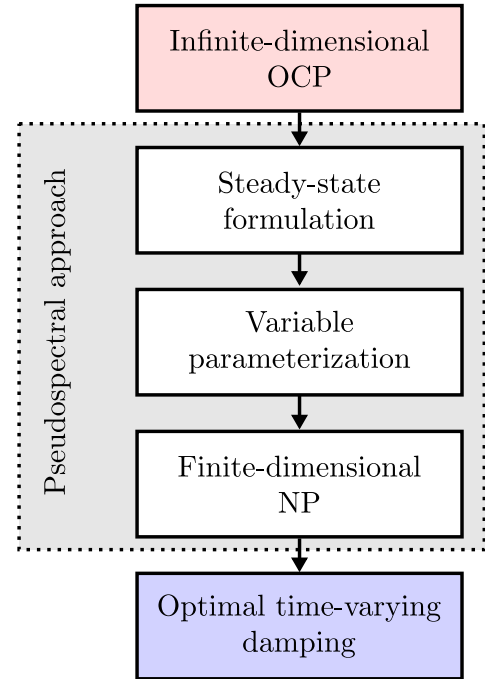 Infinite-dimensional
OCP
Pseudospectral approach
Steady-state
formulation
Variable
parameterization
Finite-dimensional
NP
Optimal time-varying
damping